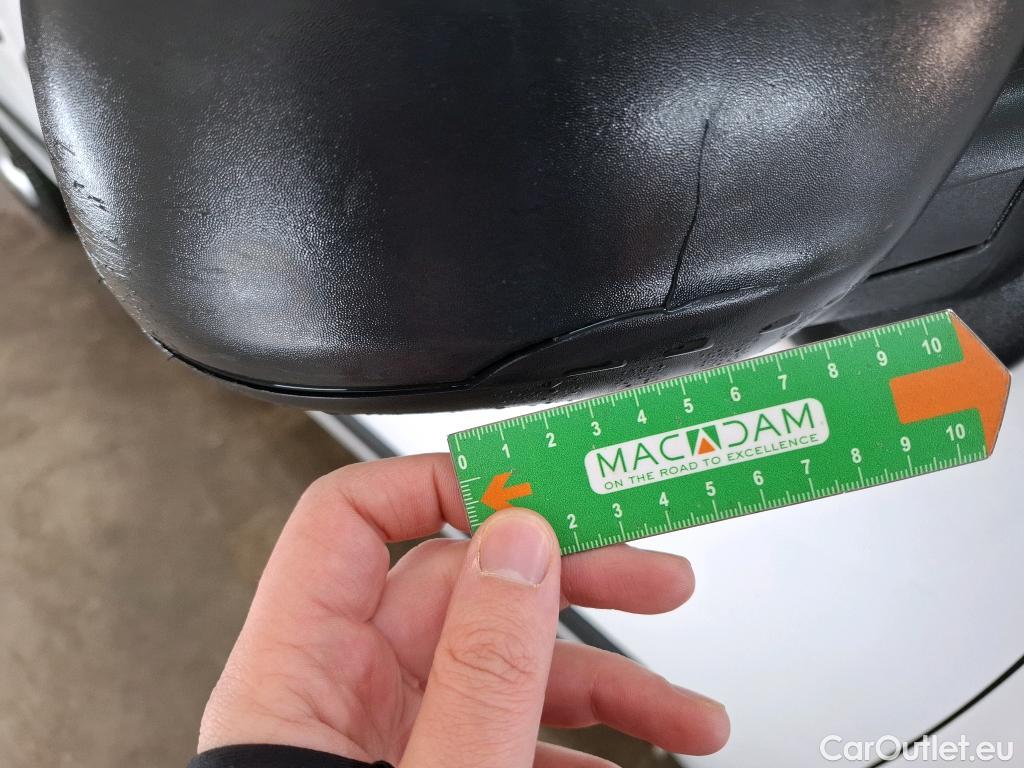 0 1 2 3 4 5 6 7 8 9 10
MACADAM
ON THE ROAD TO EXCELLENCE
2 3 4 5 6 7 8 9 10
CarOutlet.eu